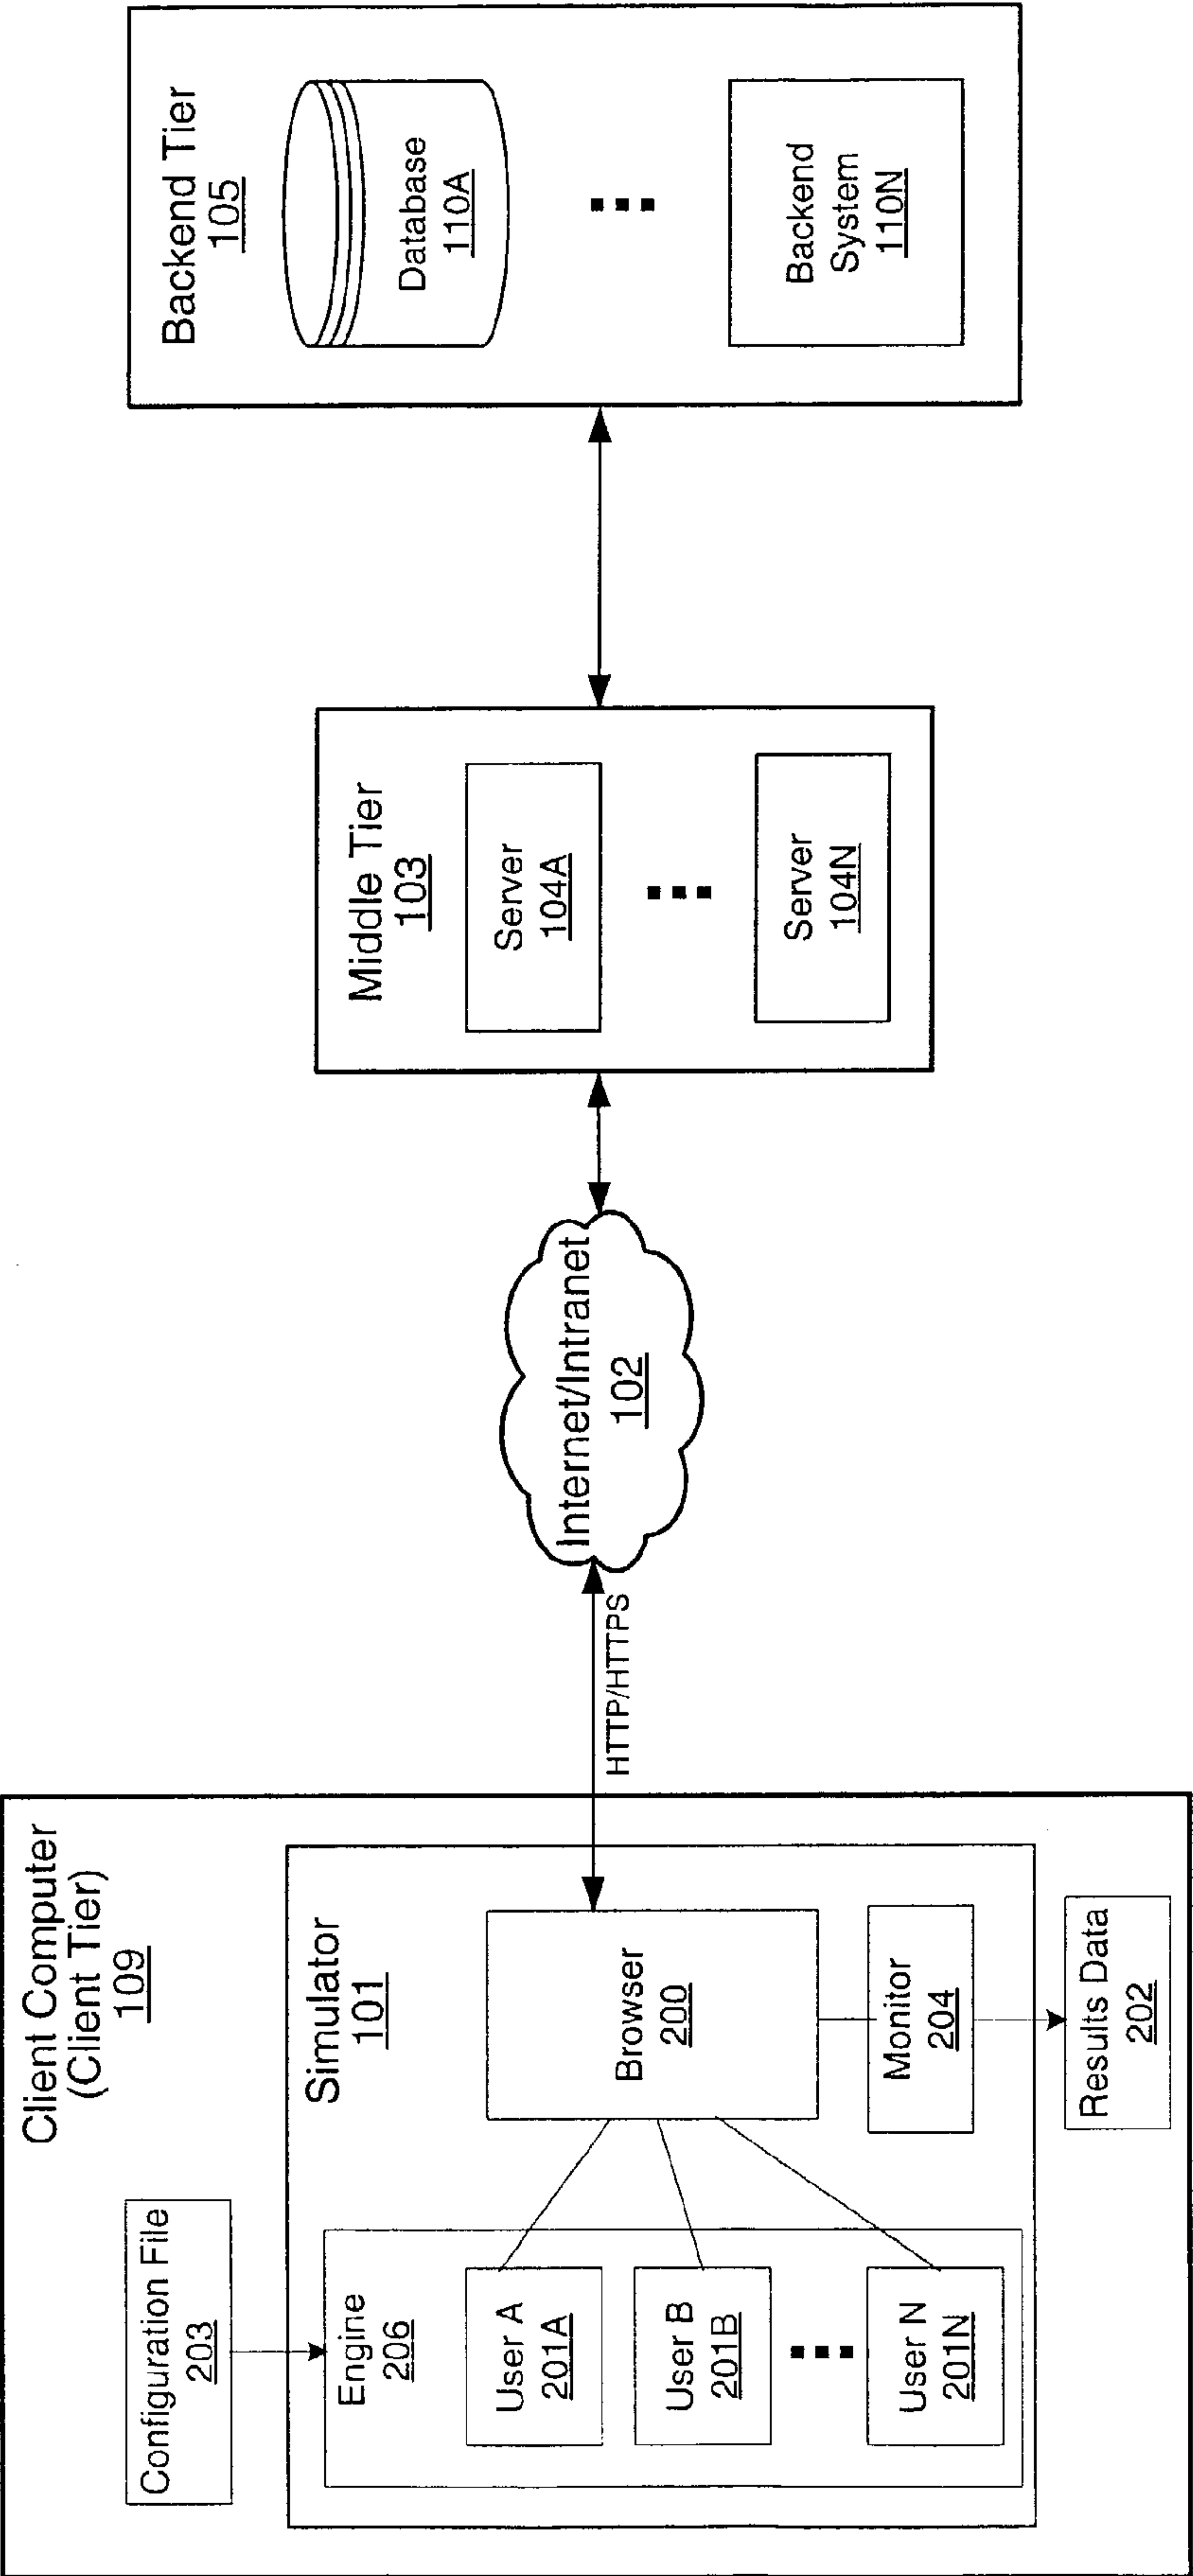 Client Computer
(Client Tier)
109
Configuration File
203
Simulator
101
Engine
206
User A
201A
User B
201B
User N
201N
Browser
200
Monitor
204
Results Data
202
HTTP/HTTPS
Internet/Intranet
102
Middle Tier
103
Server
104A
Server
104N
Backend Tier
105
Database
110A
Backend
System
110N